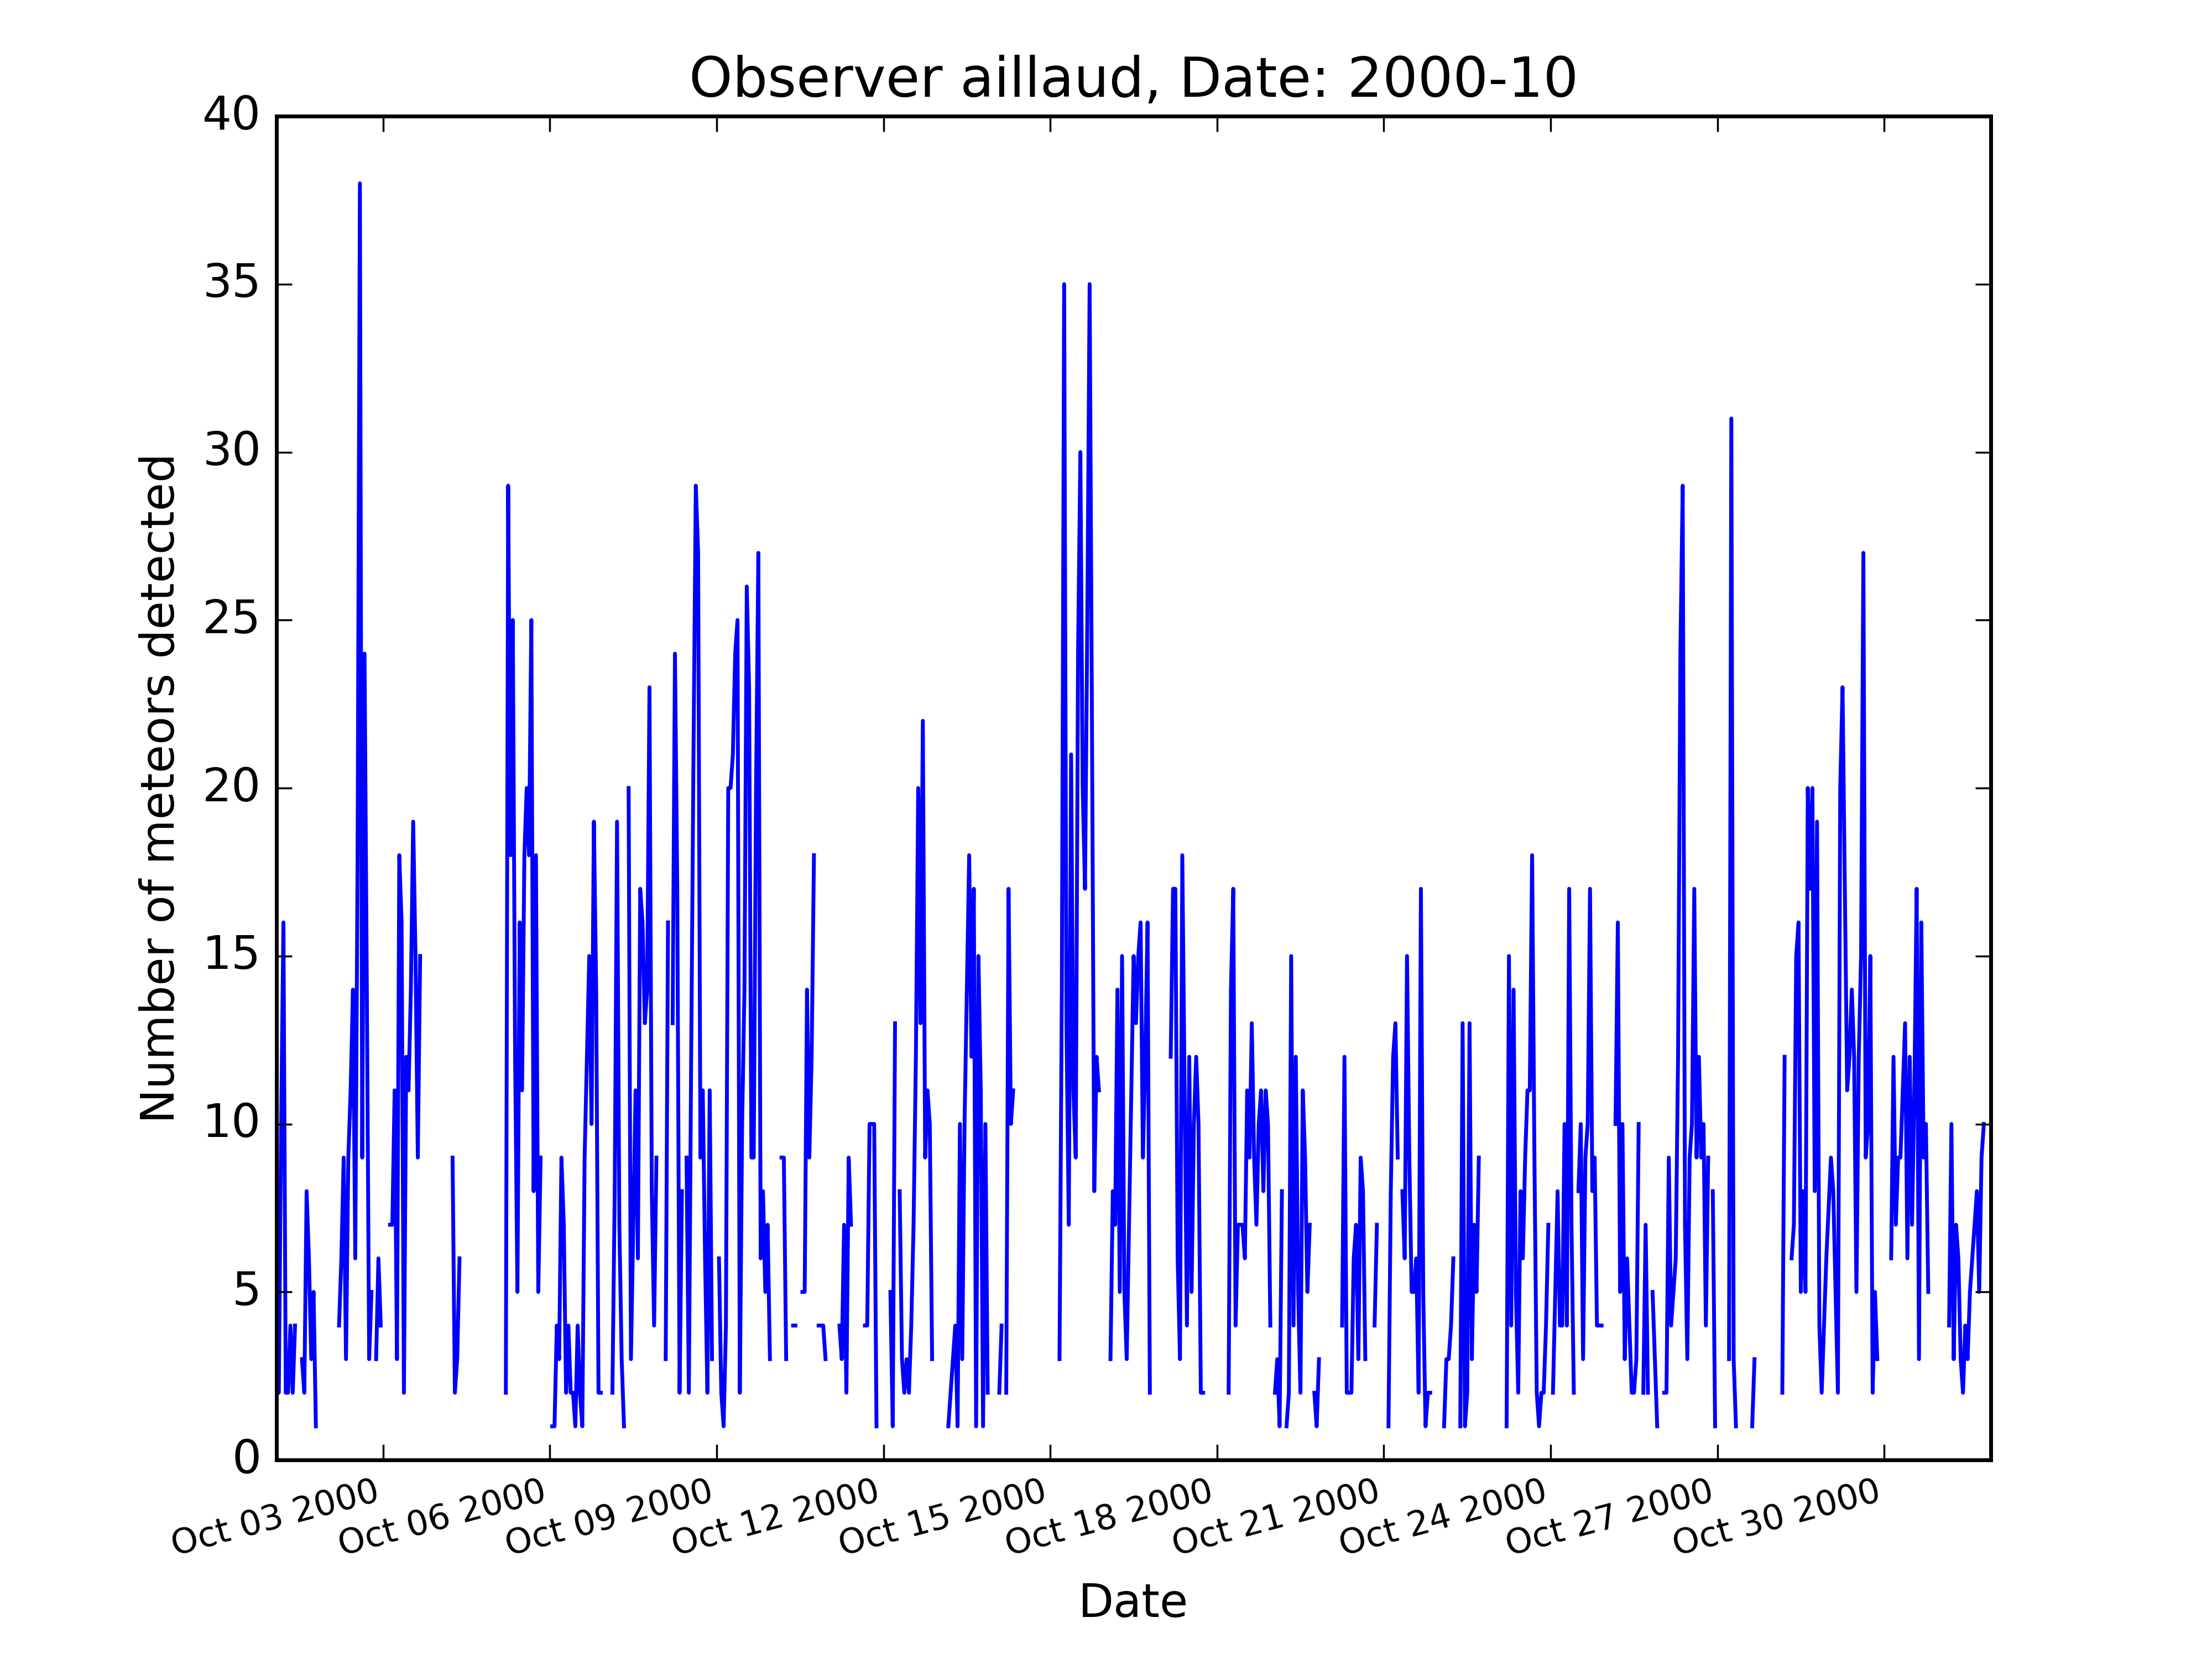 Observer aillaud, Date: 2000-10
40
35
30
25
20
15
10
5
0
Number of meteors detected
Oct 03 2000
Oct 06 2000
Oct 09 2000
Oct 12 2000
Oct 15 2000
Oct 18 2000
Oct 21 2000
Oct 24 2000
Oct 27 2000
Oct 30 2000
Date